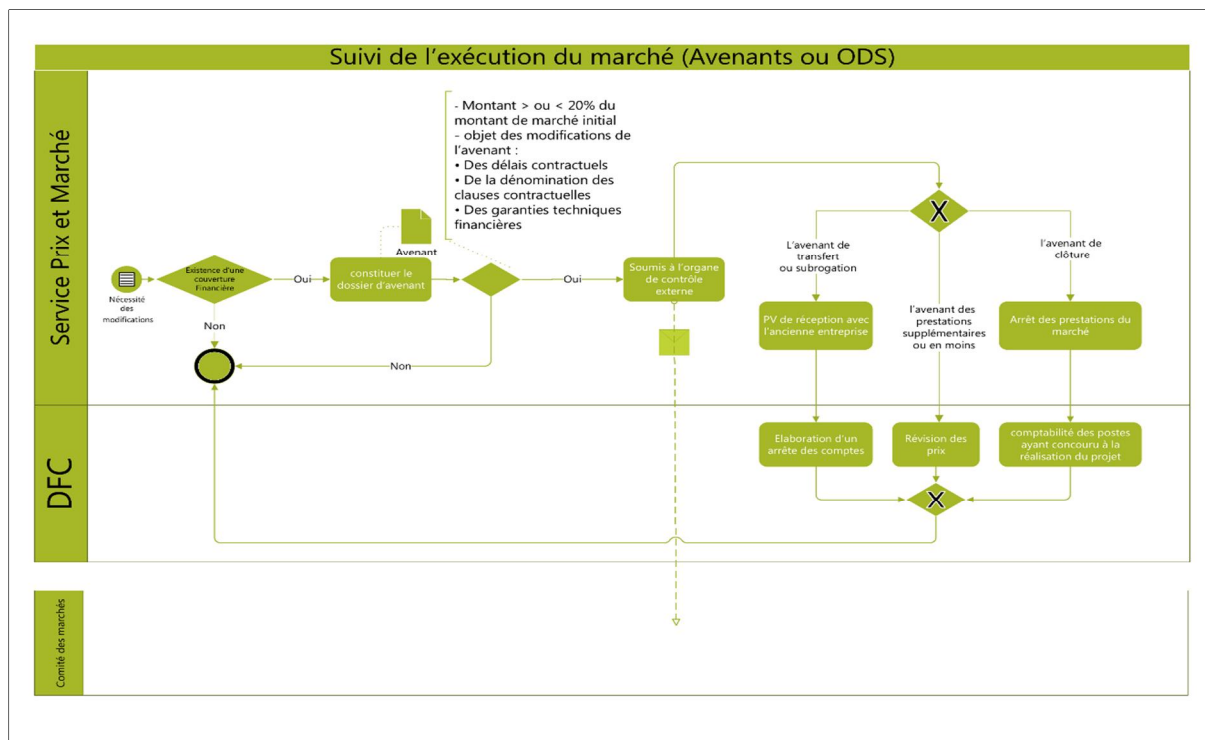 Suivi de l'exécution du marché (Avenants ou ODS)
Service Prix et Marché
- Montant > ou < 20% du
montant de marché initial
- objet des modifications de
l'avenant :
• Des délais contractuels
• De la dénomination des
clauses contractuelles
• Des garanties techniques
financières
Avenant
Nécessité
des
modifications
Existence d'une
couverture
Financière
Oui
Non
constituer le
dossier d'avenant
Oui
Non
Soumis à l'organe
de contrôle
externe
X
L'avenant de
transfert
ou subrogation
l'avenant des
prestations
supplémentaires
ou en moins
l'avenant de
clôture
PV de réception avec
l'ancienne entreprise
Arrêt des prestations du
marché
DFC
Elaboration d'un
arrête des comptes
Révision des
prix
comptabilité des postes
ayant concouru à la
réalisation du projet
X
Comité des marchés